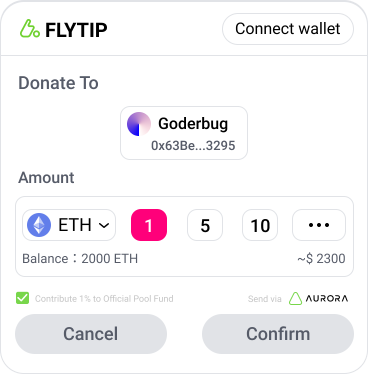 FLYTIP
Connect wallet
Donate To
Goderbug
0x63Be...3295
Amount
ETH 1 5 10 •••
Balance：2000 ETH ~$ 2300
Contribute 1% to Official Pool Fund Send via AURORA
Cancel Confirm